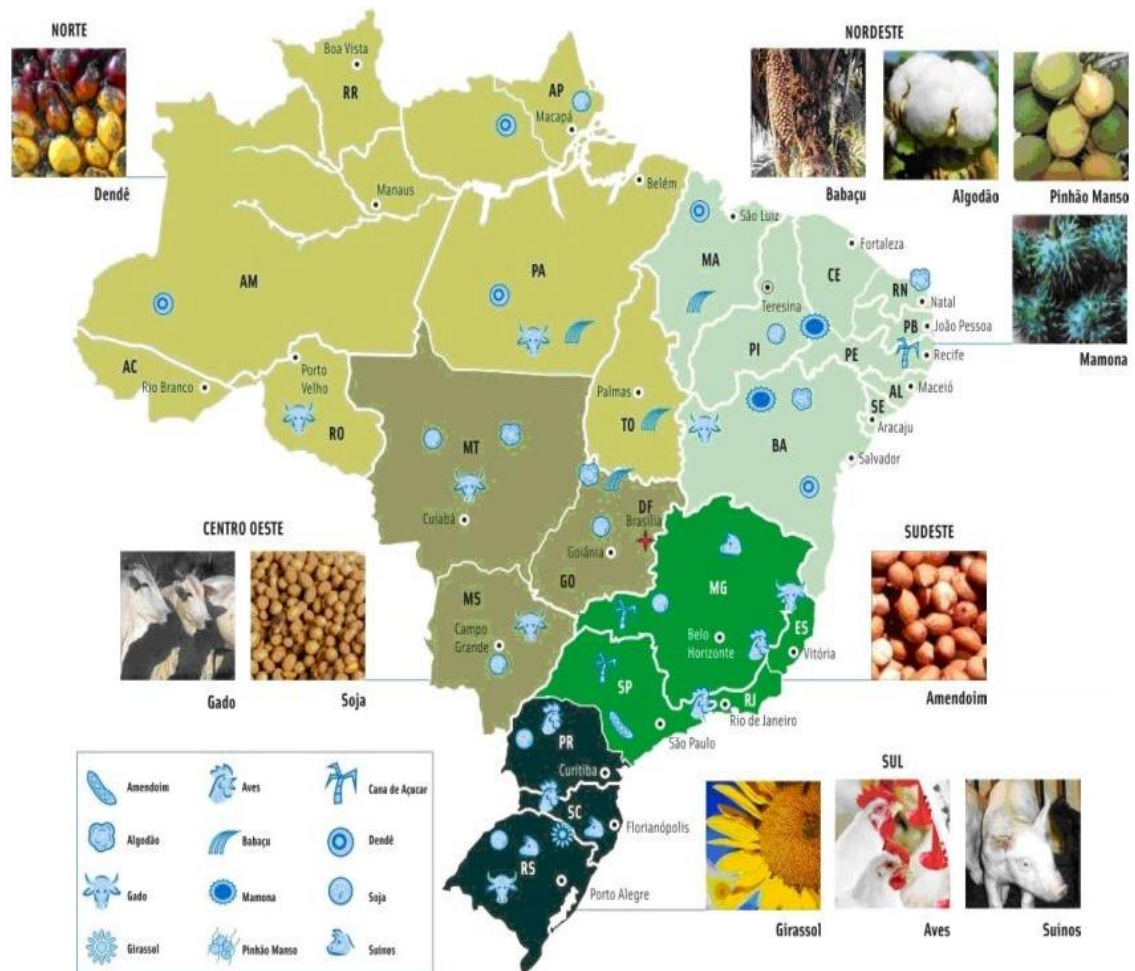 NORTE
Dendê
NORDESTE
Babaçu
Algodão
Pinhão Manso
Mamona
Boa Vista
RR
AP
Macapá
Manaus
Belém
AM
PA
São Luiz
MA
Fortaleza
CE
Teresina
RN
Natal
PB
João Pessoa
PI
PE
Recife
AC
Rio Branco
Porto
Velho
RO
Palmas
TO
AL
Maceió
SE
Aracaju
BA
Salvador
MT
Cuiabá
DF
Brasília
Goiânia
GO
CENTRO OESTE
Gado
Soja
MS
Campo
Grande
MG
Belo
Horizonte
ES
Vitória
SUDESTE
Amendoim
SP
São Paulo
RJ
Rio de Janeiro
PR
Curitiba
SC
Florianópolis
RS
Porto Alegre
SUL
Girassol
Aves
Suínos
Amendoim
Aves
Cana de Açucar
Algodão
Babaçu
Dendê
Gado
Mamona
Soja
Girassol
Pinhão Manso
Suínos